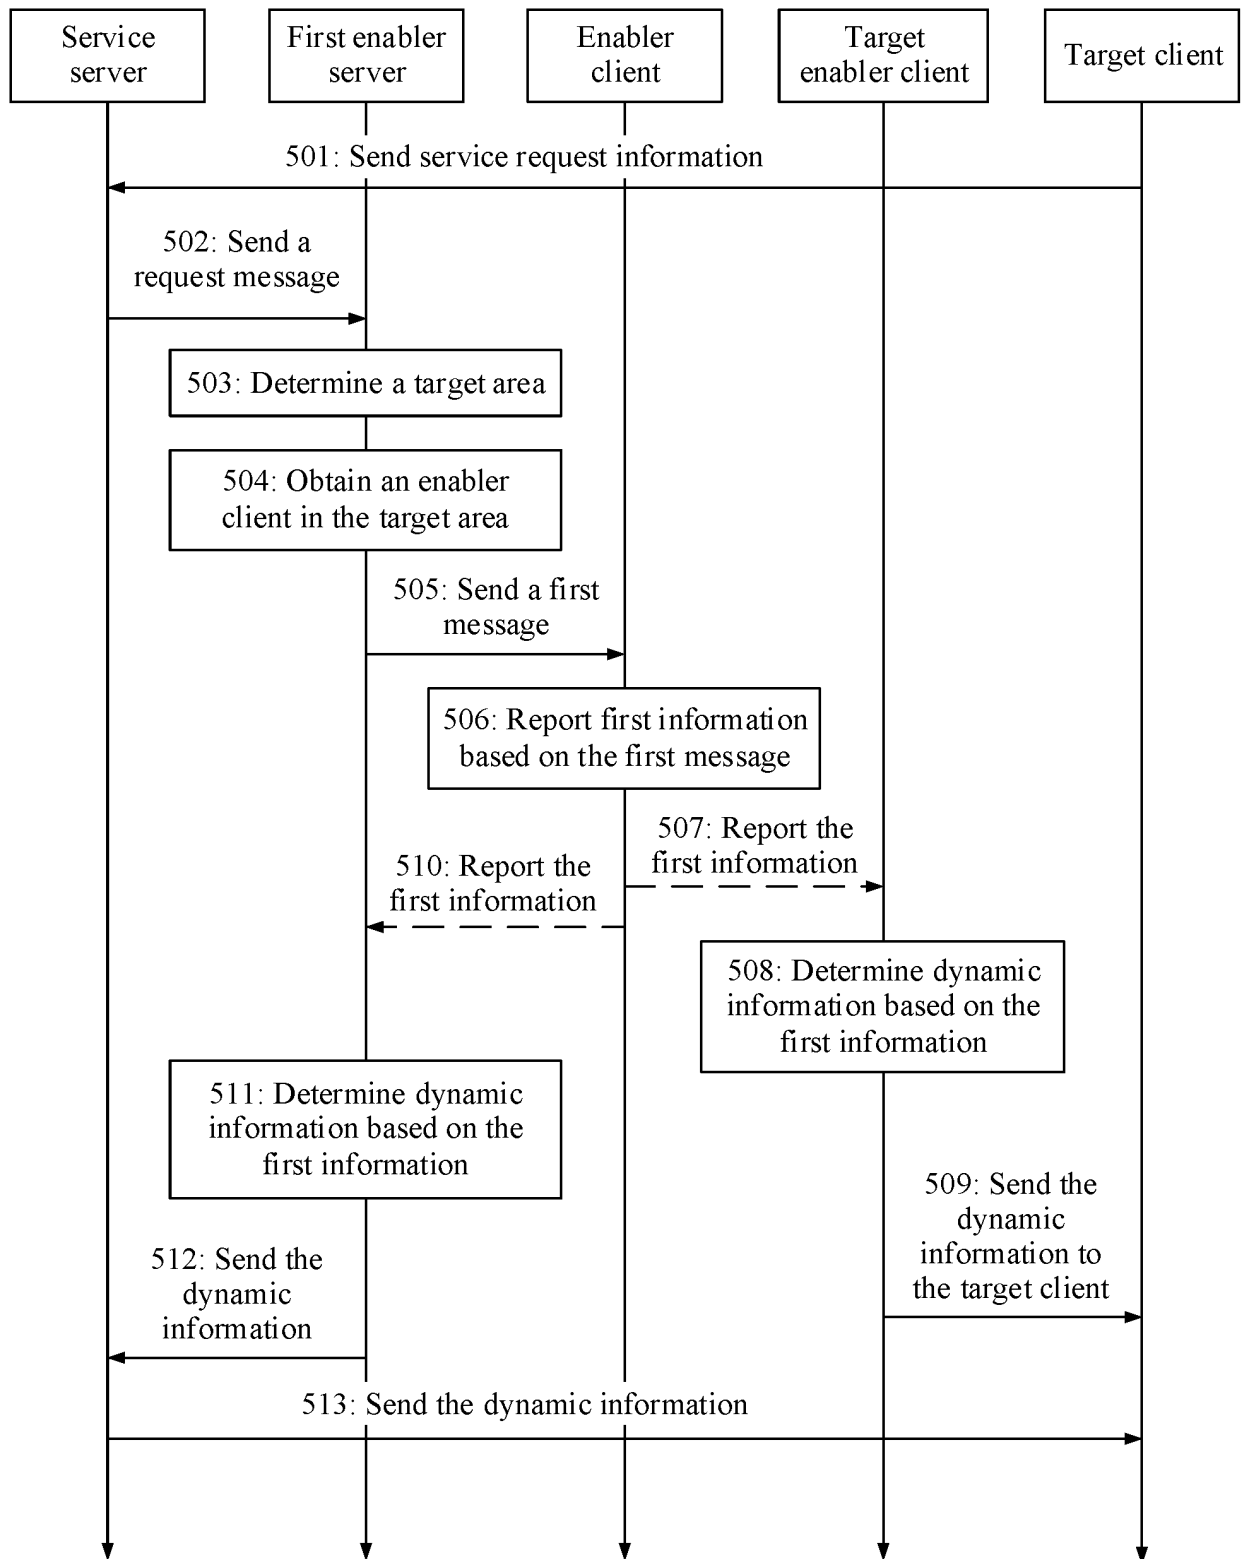 Service
server
First enabler
server
Enabler
client
Target
enabler client
Target client
501: Send service request information
502: Send a
request message
503: Determine a target area
504: Obtain an enabler
client in the target area
505: Send a first
message
506: Report first information
based on the first message
507: Report the
first information
510: Report the
first information
508: Determine dynamic
information based on the
first information
511: Determine dynamic
information based on the
first information
509: Send the
dynamic
information to
the target client
512: Send the
dynamic
information
513: Send the dynamic information